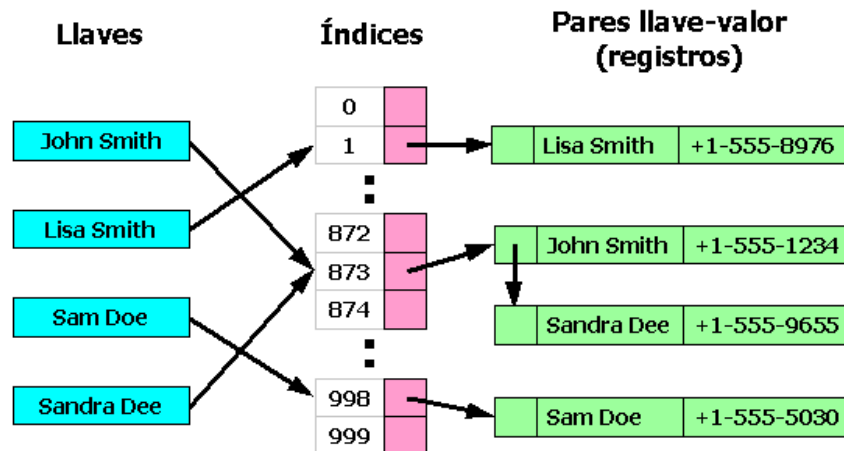 Llaves
Índices
Pares llave-valor
(registros)
John Smith
Lisa Smith
Sam Doe
Sandra Dee
0
1
:
872
873
874
:
998
999
Lisa Smith +1-555-8976
John Smith +1-555-1234
Sandra Dee +1-555-9655
Sam Doe +1-555-5030